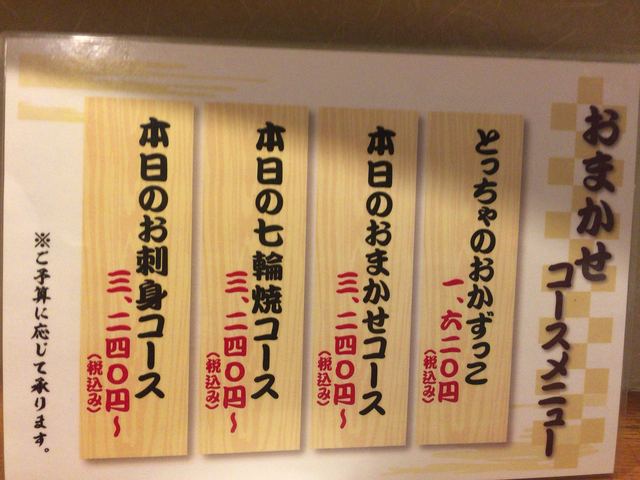 おまかせ
コースメニュー
とっちゃのおかずっこ
一、六二〇円
（税込み）
本日のおまかせコース
三、二四〇円～
（税込み）
本日の七輪焼コース
三、二四〇円～
（税込み）
本日のお刺身コース
三、二四〇円～
（税込み）
※ご予算に応じて承ります。